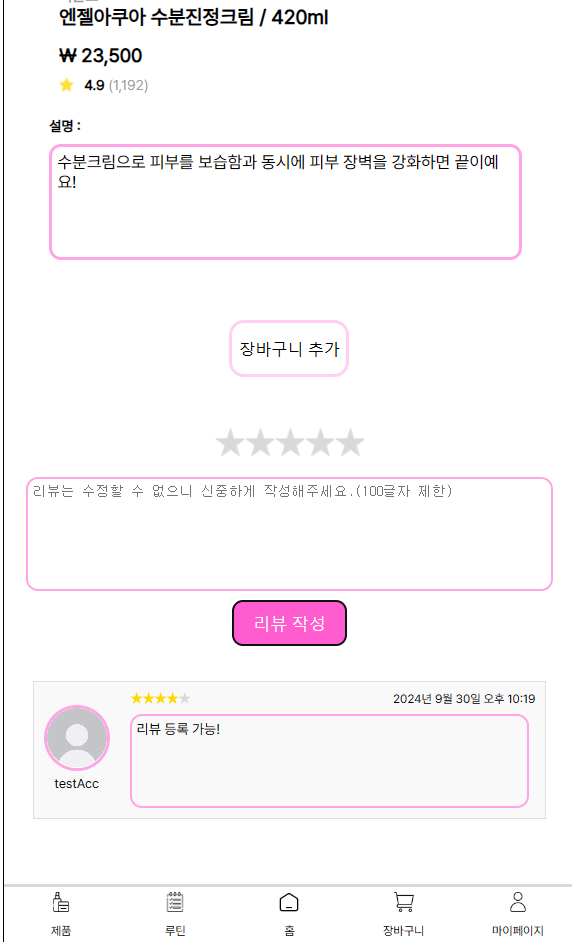 엔젤아쿠아 수분진정크림 / 420ml
₩ 23,500
4.9 (1,192)
설명 :
수분크림으로 피부를 보습함과 동시에 피부 장벽을 강화하면 끝이예
요!
장바구니 추가
리뷰는 수정할 수 없으니 신중하게 작성해주세요.(100글자 제한)
리뷰 작성
2024년 9월 30일 오후 10:19
리뷰 등록 가능!
testAcc
제품
루틴
홈
장바구니
마이페이지